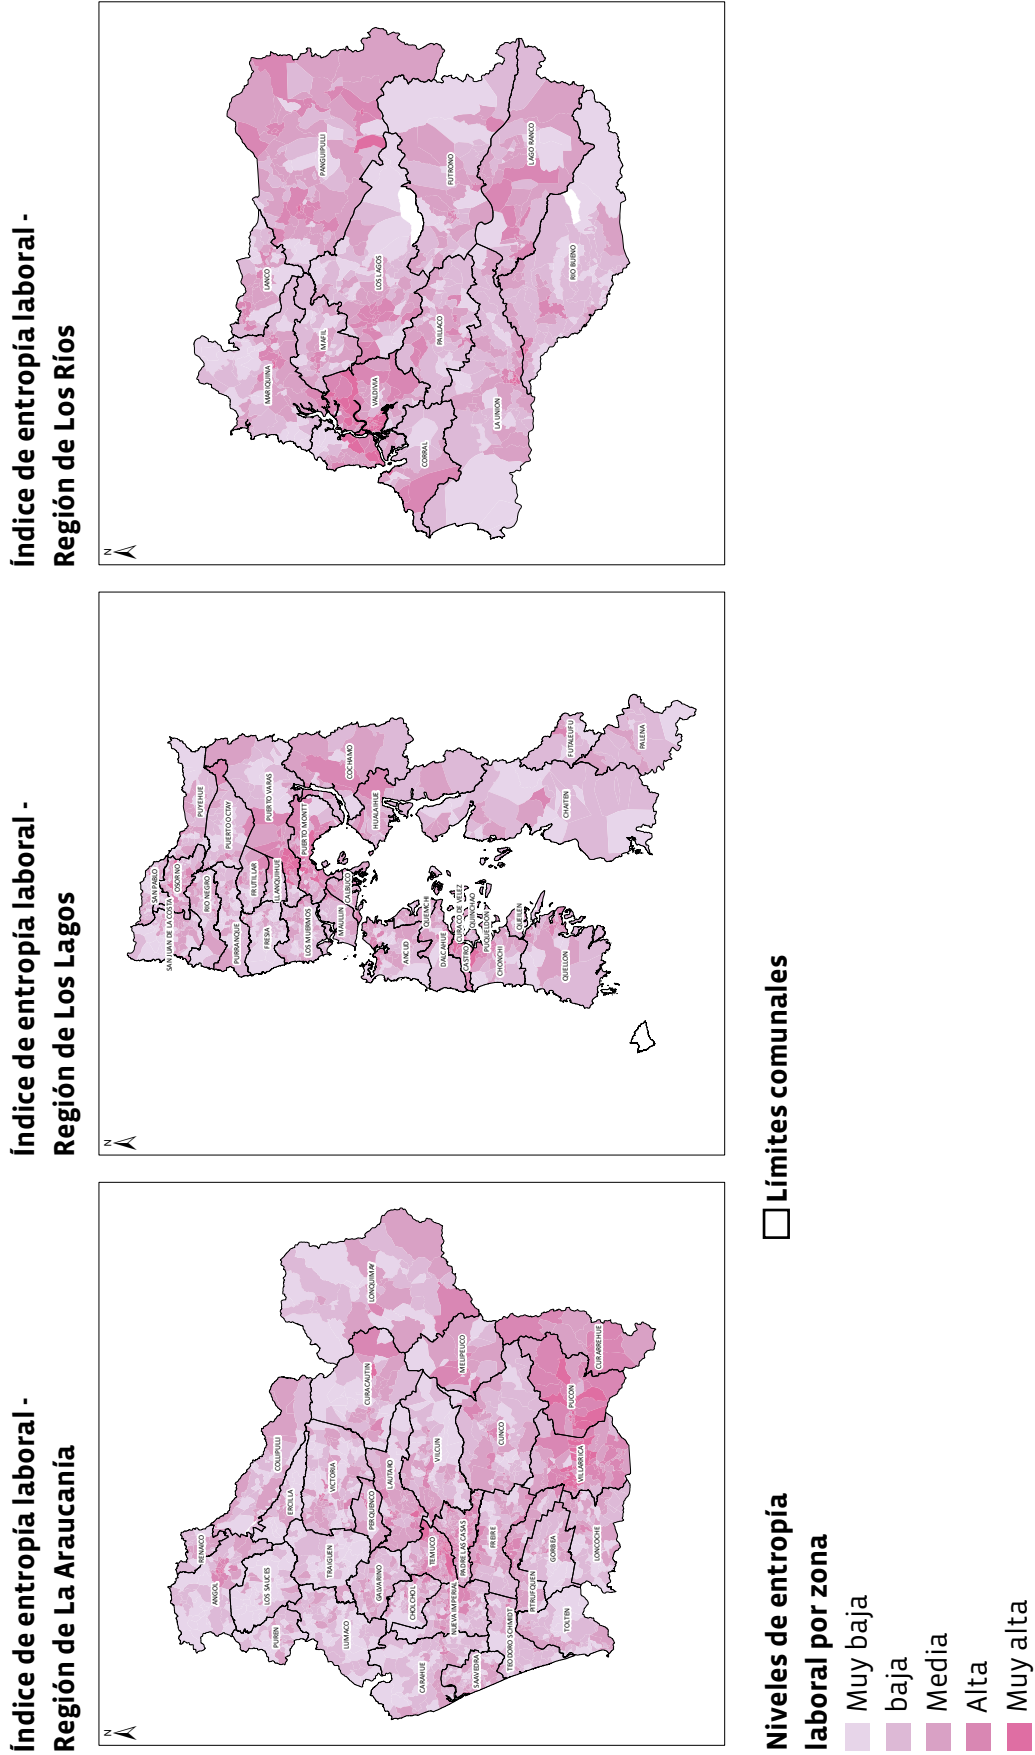 Índice de entropía laboral -
Región de La Araucanía
N
RENAICO
ANGOL
COLLIPULLI
LOS SAUCES
PUREN
ERCILLA
VICTORIA
TRAIGUEN
LUMACO
LONQUIMAY
CURACAUTIN
PERQUENCO
LAUTARO
GALVARINO
CHOLCHOL
CARAHUE
TEMUCO
VILCUN
NUEVA IMPERIAL
PADRE LAS CASAS
MELIPEUCO
SAAVEDRA
FREIRE
CUNCO
TEODORO SCHMIDT
PITRUFQUEN
GORBEA
TOLTEN
VILLARRICA
PUCON
CURARREHUE
LONCOCHE
Índice de entropía laboral -
Región de Los Lagos
N
SAN PABLO
SAN JUAN DE LA COSTA
OSORNO
PUYEHUE
RIO NEGRO
PUERTO OCTAY
PURRANQUE
FRUTILLAR
PUERTO VARAS
FRESIA
LLANQUIHUE
LOS MUERMOS
PUERTO MONTT
MAULLIN
CALBUCO
COCHAMO
HUALAIHUE
ANCUD
QUEMCHI
DALCAHUE
CURACO DE VELEZ
CASTRO
QUINCHAO
PUQUELDON
CHONCHI
QUEILEN
QUELLON
CHAITEN
FUTALEUFU
PALENA
Índice de entropía laboral -
Región de Los Ríos
N
MARIQUINA
LANCO
PANGUIPULLI
MAFIL
VALDIVIA
LOS LAGOS
CORRAL
PAILLACO
FUTRONO
LA UNION
LAGO RANCO
RIO BUENO
Niveles de entropía
laboral por zona
Muy baja
baja
Media
Alta
Muy alta
Límites comunales